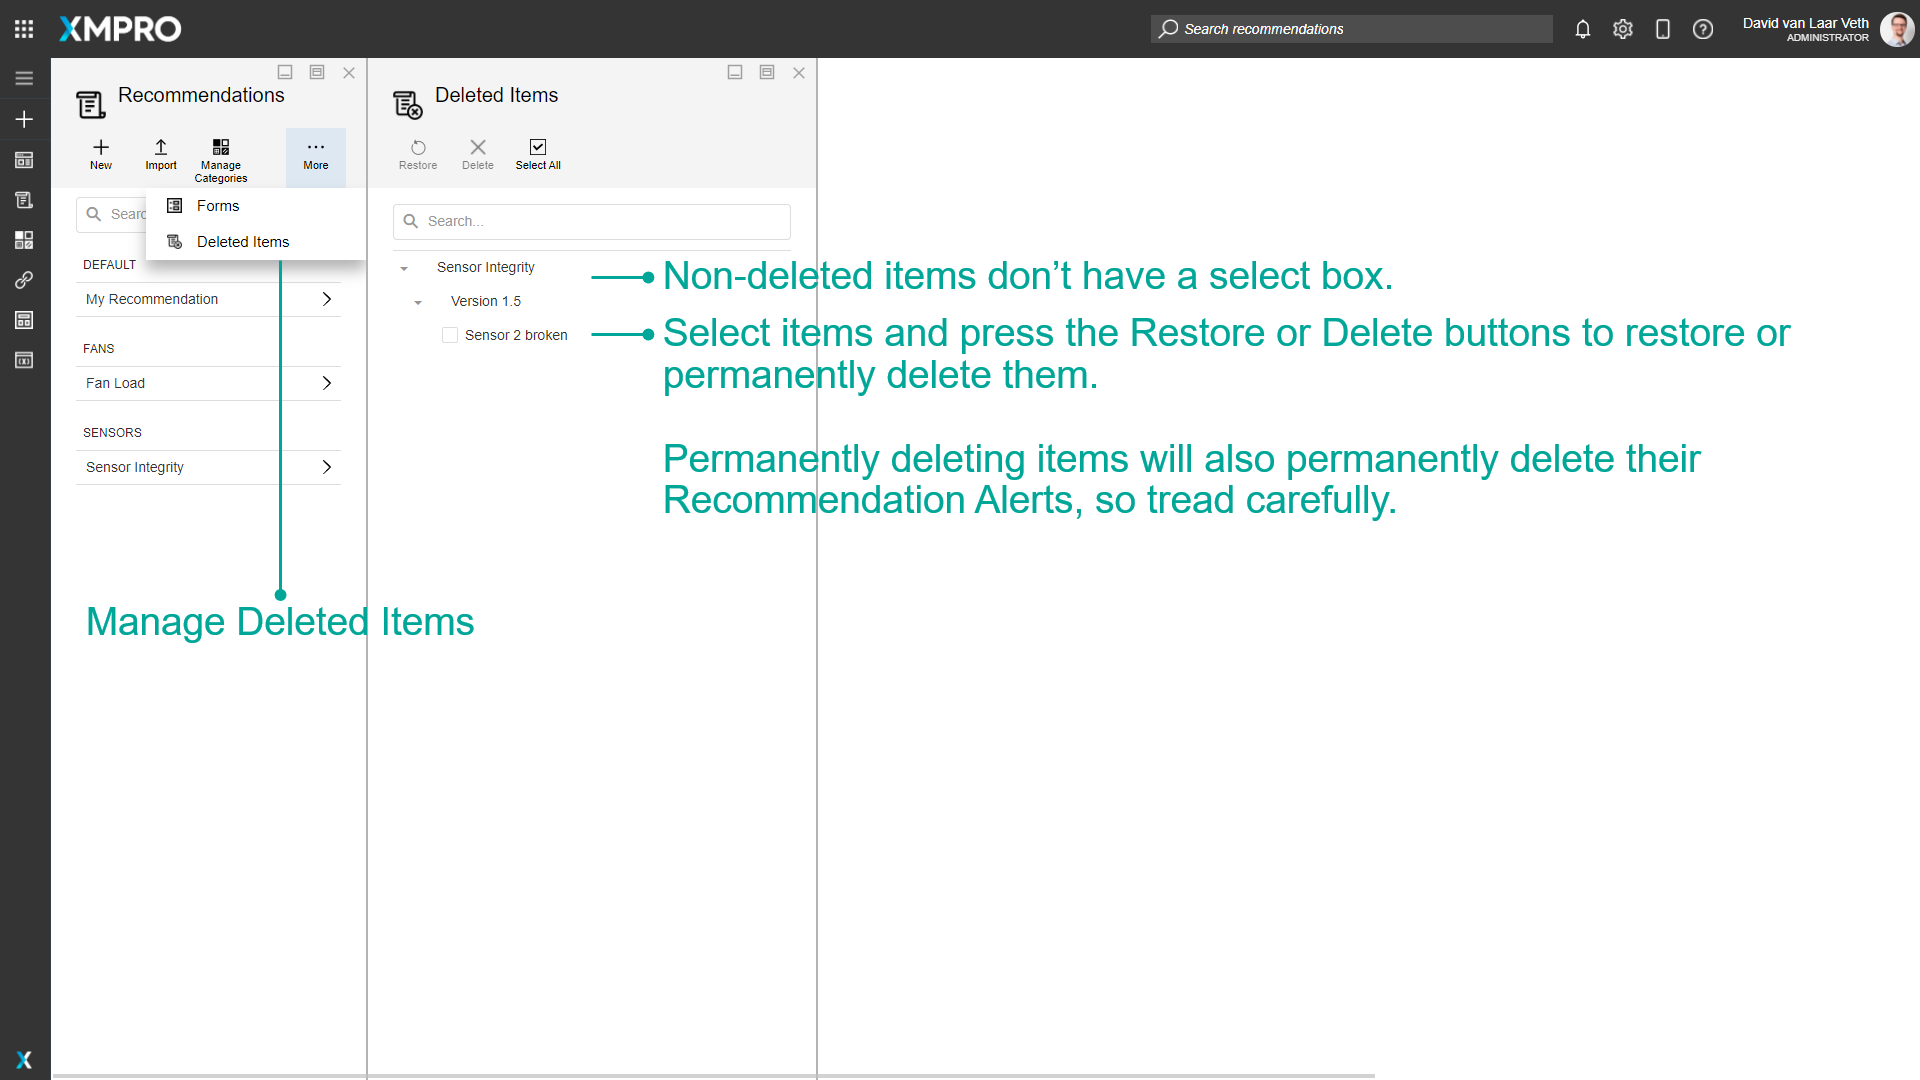 XMPRO
Search recommendations
David van Laar Veth
ADMINISTRATOR
Recommendations
New
Import
Manage
Categories
More
Forms
Deleted Items
Searc
DEFAULT
My Recommendation
FANS
Fan Load
SENSORS
Sensor Integrity
Manage Deleted Items
Deleted Items
Restore
Delete
Select All
Search...
Sensor Integrity
Version 1.5
Sensor 2 broken
Non-deleted items don’t have a select box.
Select items and press the Restore or Delete buttons to restore or
permanently delete them.
Permanently deleting items will also permanently delete their
Recommendation Alerts, so tread carefully.